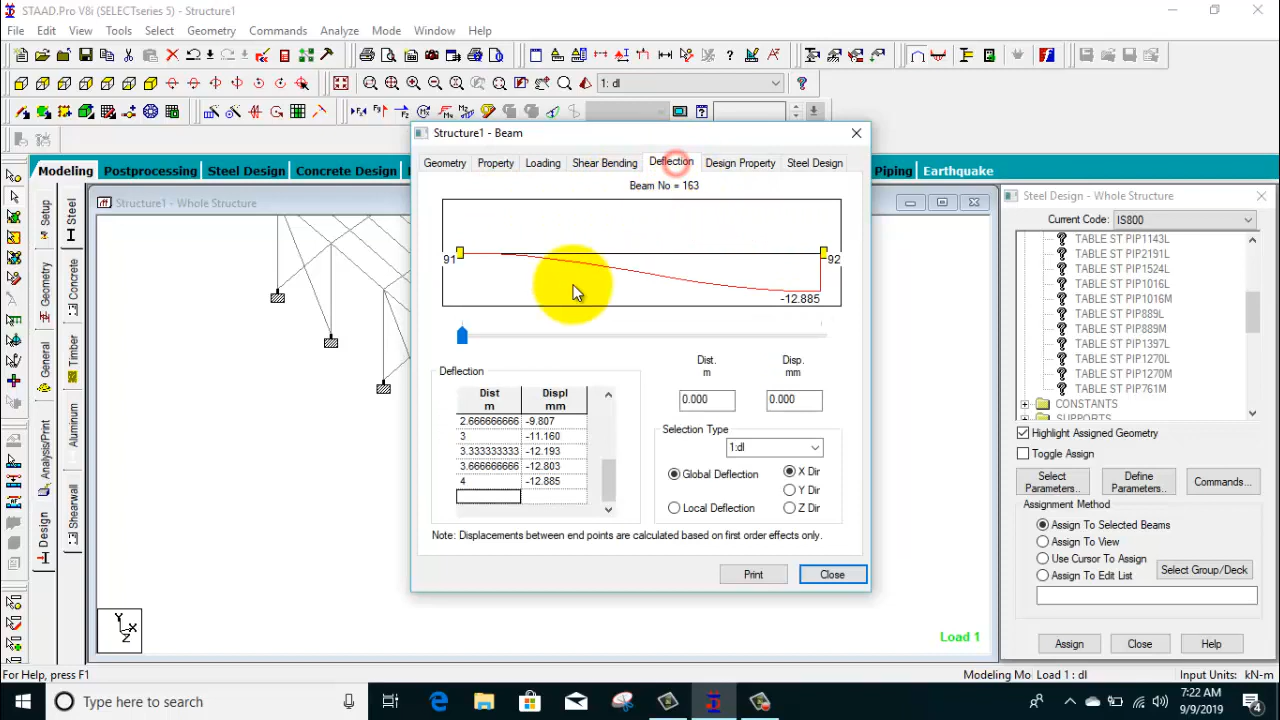 STAAD.Pro V8i (SELECTseries 5) - Structure1
File Edit View Tools Select Geometry Commands Analyze Mode Window Help
1: dl
Modeling Postprocessing Steel Design Concrete Design Piping Earthquake
Structure1 - Whole Structure
Setup
Geometry
General
Analysis/Print
Design
Steel
Concrete
Timber
Aluminum
Shearwall
Structure1 - Beam
Geometry Property Loading Shear Bending Deflection Design Property Steel Design
Beam No = 163
91
92
-12.885
Dist.
m
Disp.
mm
0.000
0.000
Deflection
Dist
m
Displ
mm
2.666666666 -9.807
3 -11.160
3.333333333 -12.193
3.666666666 -12.803
4 -12.885
Selection Type
1:dl
Global Deflection
Local Deflection
X Dir
Y Dir
Z Dir
Note: Displacements between end points are calculated based on first order effects only.
Print
Close
Y
X
Z
Load 1
Steel Design - Whole Structure
Current Code: IS800
TABLE ST PIP1143L
TABLE ST PIP2191L
TABLE ST PIP1524L
TABLE ST PIP1016L
TABLE ST PIP1016M
TABLE ST PIP889L
TABLE ST PIP889M
TABLE ST PIP1397L
TABLE ST PIP1270L
TABLE ST PIP1270M
TABLE ST PIP761M
CONSTANTS
SUPPORTS
Highlight Assigned Geometry
Toggle Assign
Select
Parameters...
Define
Parameters...
Commands...
Assignment Method
Assign To Selected Beams
Assign To View
Use Cursor To Assign
Assign To Edit List
Select Group/Deck
Assign
Close
Help
For Help, press F1
Modeling Mo Load 1 : dl Input Units: kN-m
Type here to search
7:22 AM
9/9/2019
4